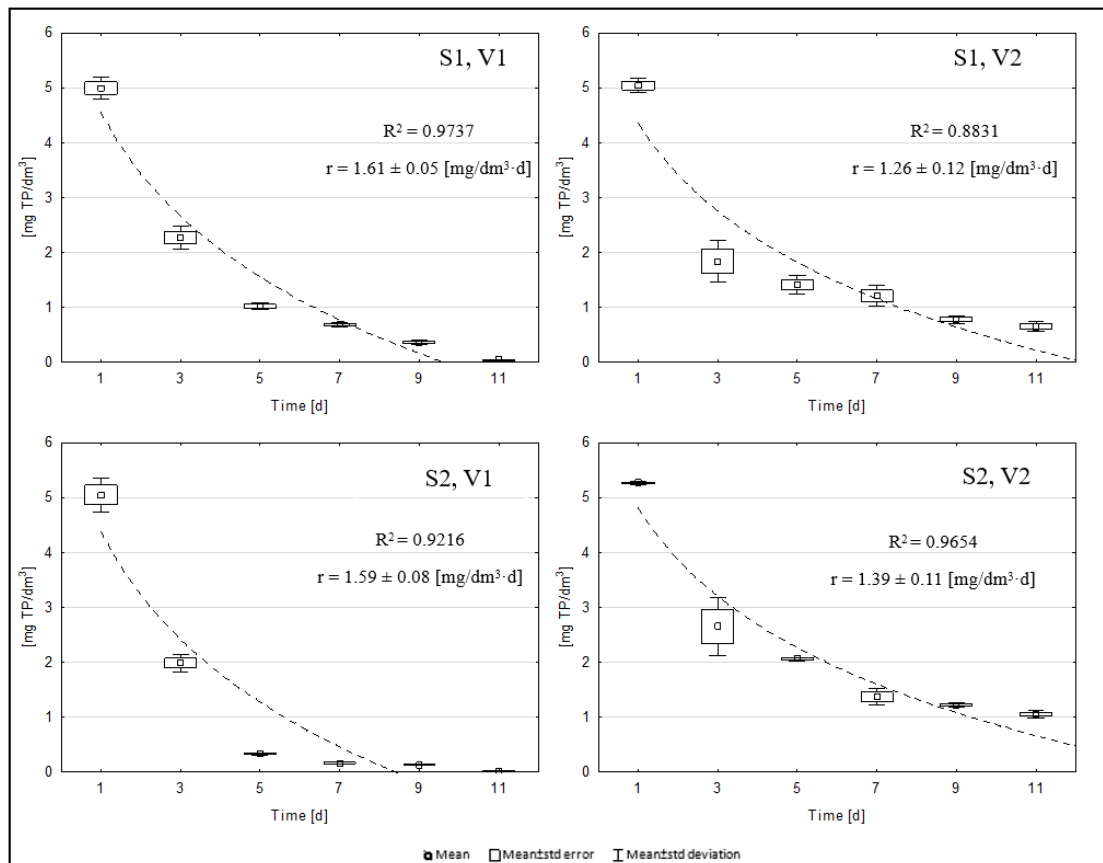 S1, V1
R² = 0.9737
r = 1.61 ± 0.05 [mg/dm³·d]
[mg TP/dm³]
6
5
4
3
2
1
0
1 3 5 7 9 11
Time [d]
S1, V2
R² = 0.8831
r = 1.26 ± 0.12 [mg/dm³·d]
[mg TP/dm³]
6
5
4
3
2
1
0
1 3 5 7 9 11
Time [d]
S2, V1
R² = 0.9216
r = 1.59 ± 0.08 [mg/dm³·d]
[mg TP/dm³]
6
5
4
3
2
1
0
1 3 5 7 9 11
Time [d]
S2, V2
R² = 0.9654
r = 1.39 ± 0.11 [mg/dm³·d]
[mg TP/dm³]
6
5
4
3
2
1
0
1 3 5 7 9 11
Time [d]
Mean Mean±std error Mean±std deviation